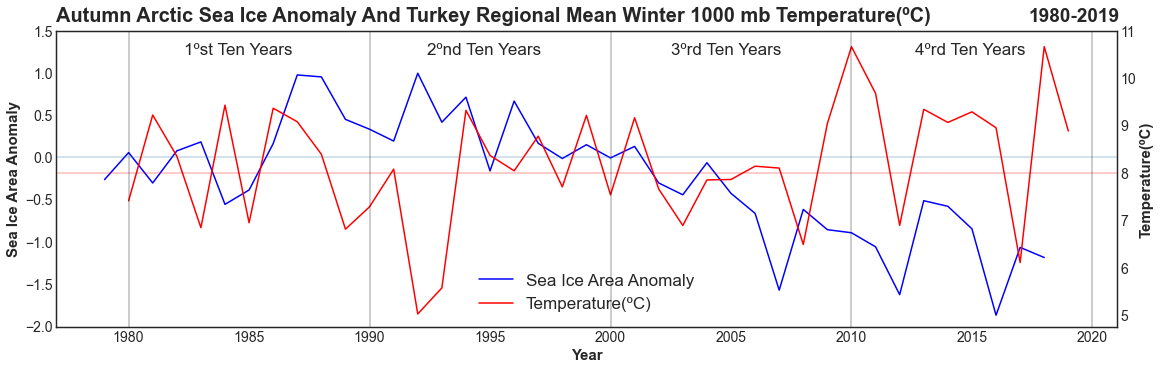 Autumn Arctic Sea Ice Anomaly And Turkey Regional Mean Winter 1000 mb Temperature(ºC) 1980-2019
1ºst Ten Years 2ºnd Ten Years 3ºrd Ten Years 4ºrd Ten Years
Sea Ice Area Anomaly
1.5
1.0
0.5
0.0
−0.5
−1.0
−1.5
−2.0
11
10
9
8
7
6
5
Temperature(ºC)
Sea Ice Area Anomaly
Temperature(ºC)
1980 1985 1990 1995 2000 2005 2010 2015 2020
Year